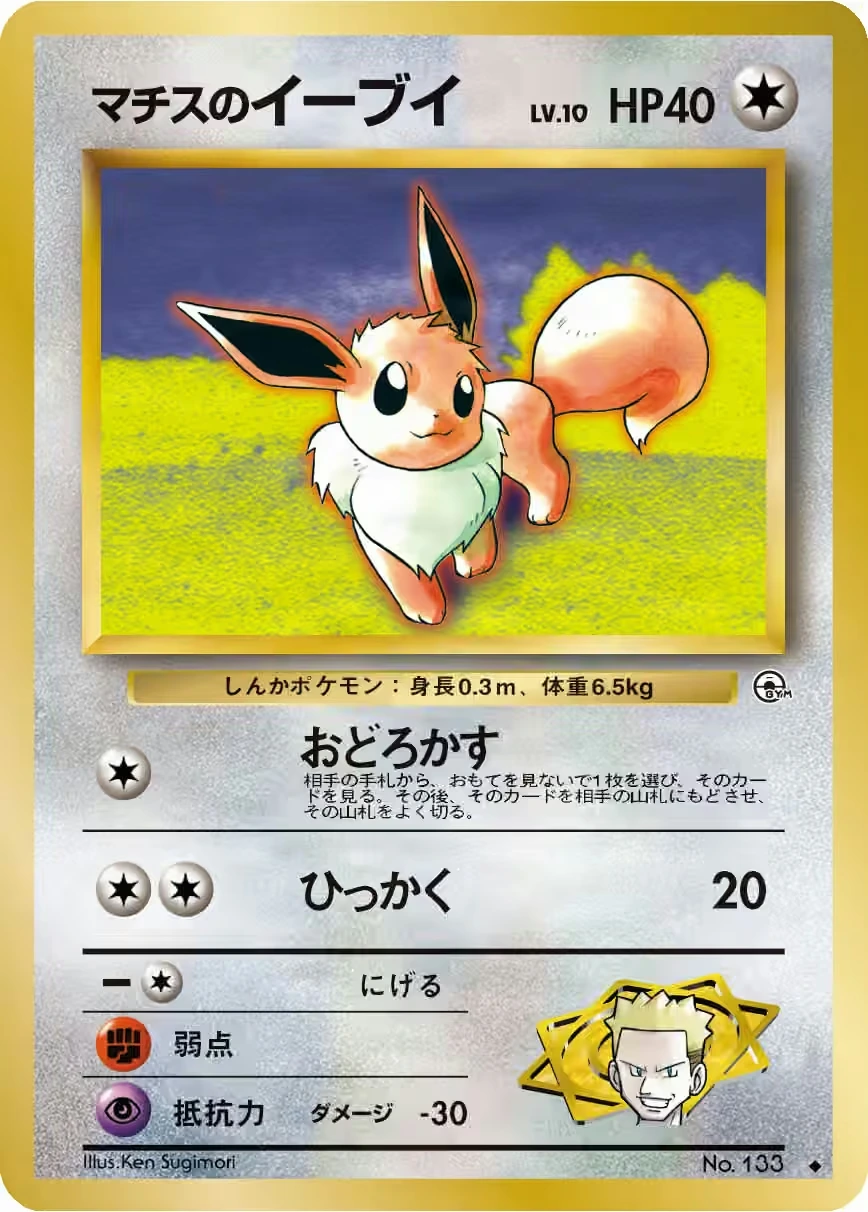 マチスのイーブイ LV.10 HP40
しんかポケモン：身長0.3m、体重6.5kg
GYM
おどろかす
相手の手札から、おもてを見ないで1枚を選び、そのカー
ドを見る。その後、そのカードを相手の山札にもどさせ、
その山札をよく切る。
ひっかく 20
にげる
弱点
抵抗力 ダメージ -30
Illus.Ken Sugimori No. 133